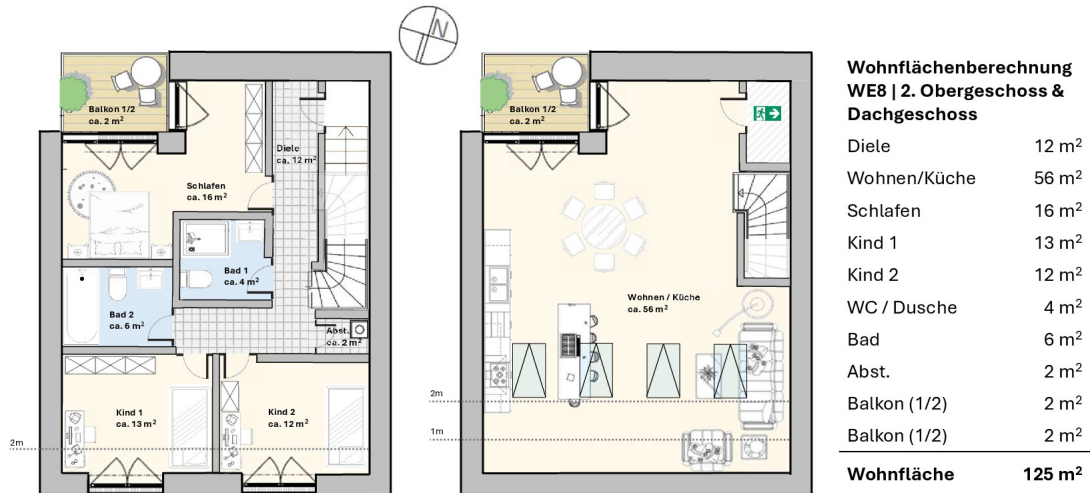 N
Balkon 1/2
ca. 2 m²
Diele
ca. 12 m²
Schlafen
ca. 16 m²
Bad 1
ca. 4 m²
Bad 2
ca. 6 m²
Abst.
ca. 2 m²
Kind 1
ca. 13 m²
Kind 2
ca. 12 m²
2m
Balkon 1/2
ca. 2 m²
Wohnen / Küche
ca. 56 m²
2m
1m
Wohnflächenberechnung
WE8 | 2. Obergeschoss &
Dachgeschoss
Diele 12 m²
Wohnen/Küche 56 m²
Schlafen 16 m²
Kind 1 13 m²
Kind 2 12 m²
WC / Dusche 4 m²
Bad 6 m²
Abst. 2 m²
Balkon (1/2) 2 m²
Balkon (1/2) 2 m²
Wohnfläche 125 m²